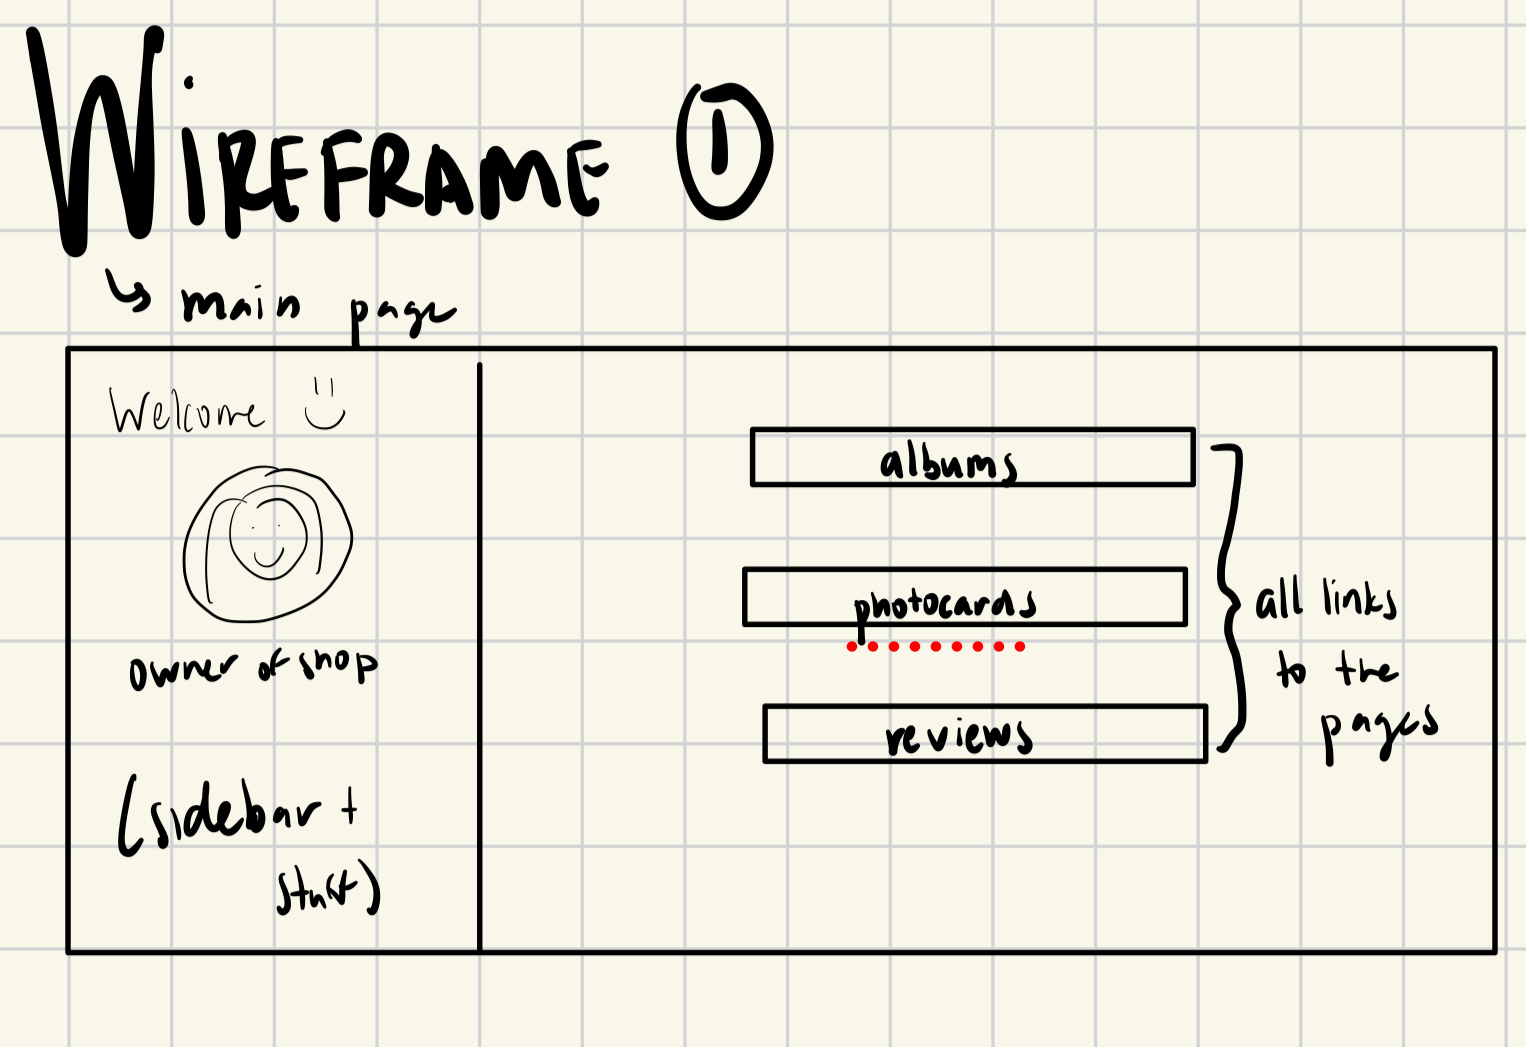 WiREFRAME ①
↳ main page
Welcome
owner of shop
(sidebar +
stuff)
albums
photocards
reviews
all links
to the
pages